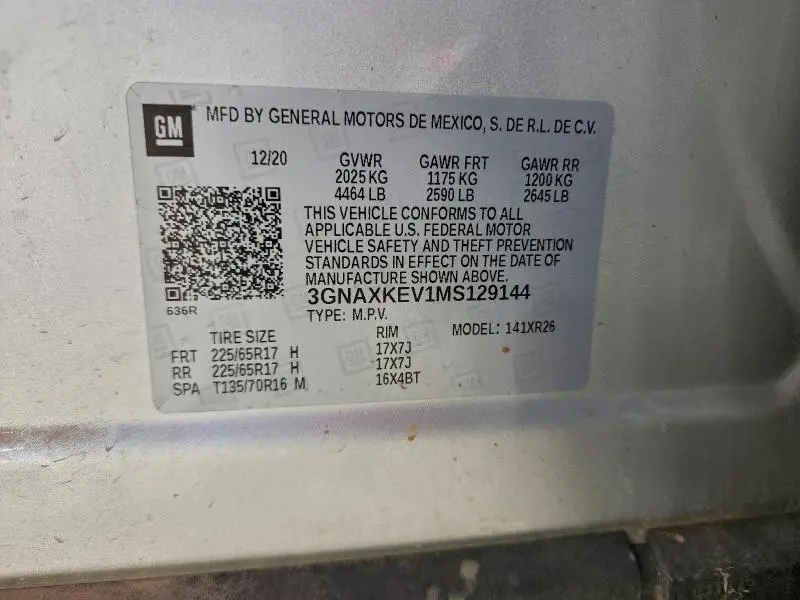 GM
MFD BY GENERAL MOTORS DE MEXICO, S. DE R.L. DE C.V.
12/20 GVWR GAWR FRT GAWR RR
2025 KG 1175 KG 1200 KG
4464 LB 2590 LB 2645 LB
THIS VEHICLE CONFORMS TO ALL
APPLICABLE U.S. FEDERAL MOTOR
VEHICLE SAFETY AND THEFT PREVENTION
STANDARDS IN EFFECT ON THE DATE OF
MANUFACTURE SHOWN ABOVE.
3GNAXKEV1MS129144
636R
TYPE: M.P.V. MODEL: 141XR26
TIRE SIZE RIM
FRT 225/65R17 H 17X7J
RR 225/65R17 H 17X7J
SPA T135/70R16 M 16X4BT